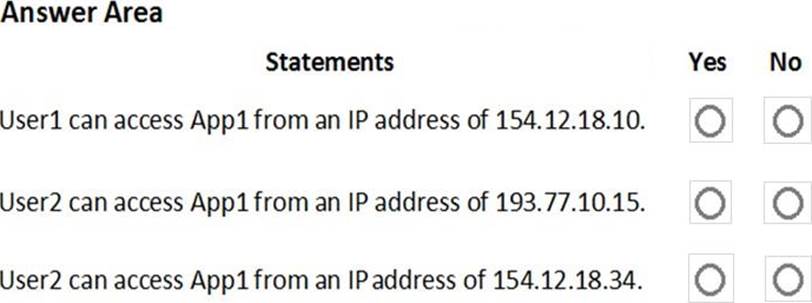 Answer Area
Statements Yes No
User1 can access App1 from an IP address of 154.12.18.10.
User2 can access App1 from an IP address of 193.77.10.15.
User2 can access App1 from an IP address of 154.12.18.34.